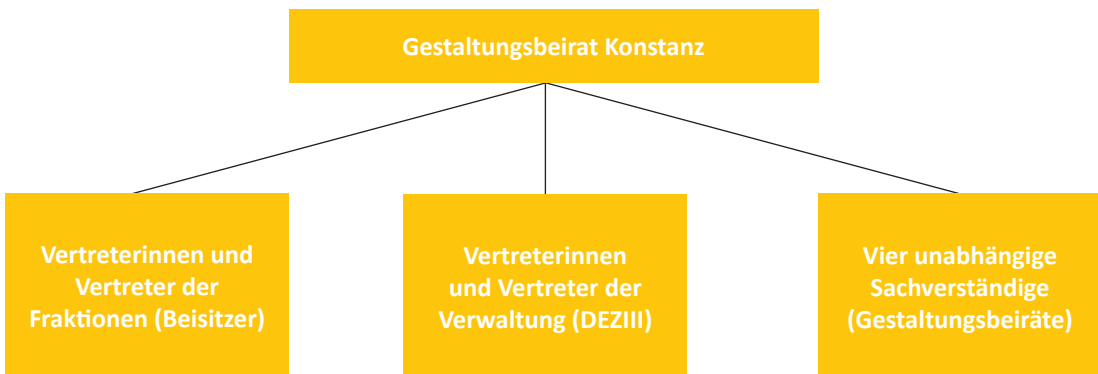 Gestaltungsbeirat Konstanz
Vertreterinnen und
Vertreter der
Fraktionen (Beisitzer)
Vertreterinnen
und Vertreter der
Verwaltung (DEZIII)
Vier unabhängige
Sachverständige
(Gestaltungsbeiräte)